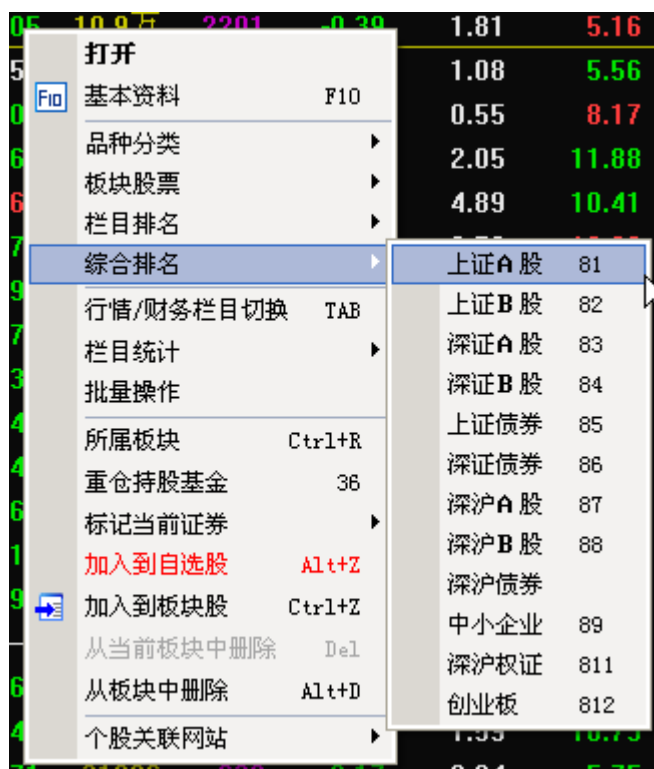 10.9万 2201 -0.39 1.81 5.16
打开
1.08 5.56
F10 基本资料 F10
0.55 8.17
品种分类
2.05 11.88
板块股票
4.89 10.41
栏目排名
综合排名
上证A股 81
行情/财务栏目切换 TAB
上证B股 82
栏目统计
深证A股 83
批量操作
深证B股 84
上证债券 85
所属板块 Ctrl+R
深证债券 86
重仓持股基金 36
深沪A股 87
标记当前证券
深沪B股 88
加入到自选股 Alt+Z
深沪债券
加入到板块股 Ctrl+Z
中小企业 89
从当前板块中删除 Del
深沪权证 811
从板块中删除 Alt+D
创业板 812
个股关联网站